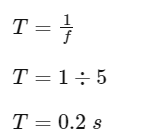 T = 1/f
T = 1 ÷ 5
T = 0.2 s